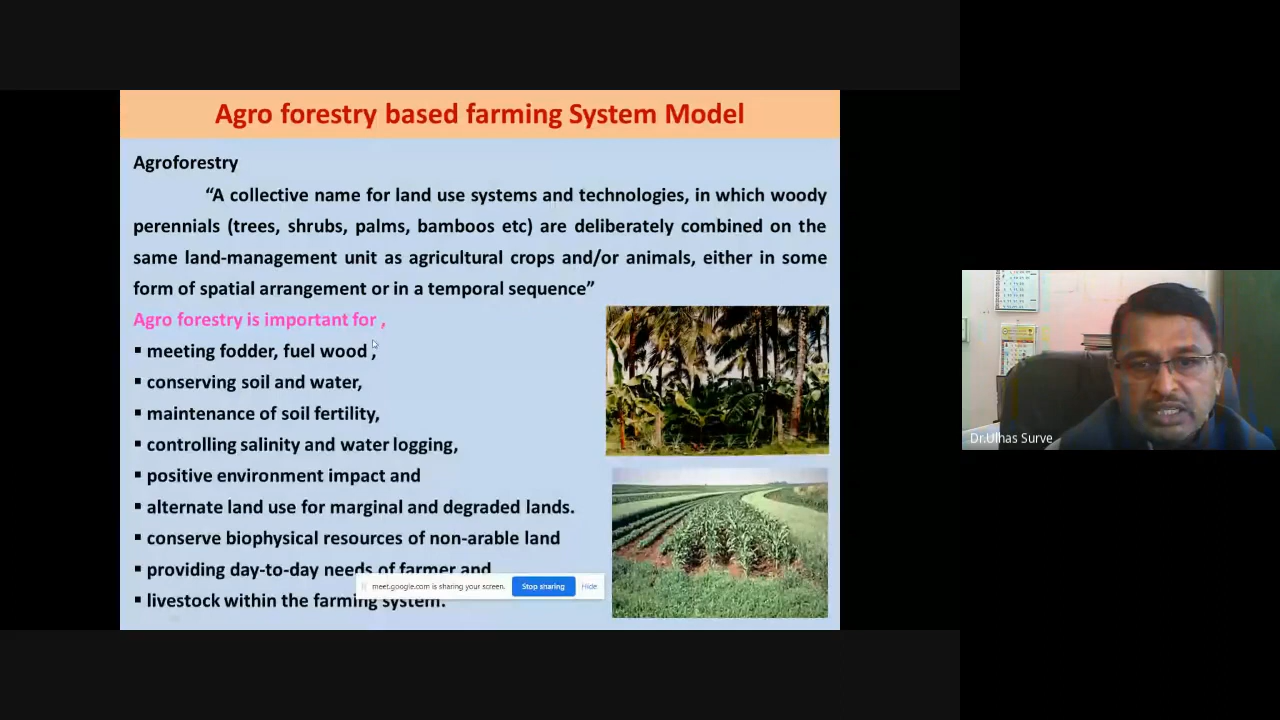 Agro forestry based farming System Model
Agroforestry
“A collective name for land use systems and technologies, in which woody
perennials (trees, shrubs, palms, bamboos etc) are deliberately combined on the
same land-management unit as agricultural crops and/or animals, either in some
form of spatial arrangement or in a temporal sequence”
Agro forestry is important for ,
▪ meeting fodder, fuel wood ,
▪ conserving soil and water,
▪ maintenance of soil fertility,
▪ controlling salinity and water logging,
▪ positive environment impact and
▪ alternate land use for marginal and degraded lands.
▪ conserve biophysical resources of non-arable land
▪ providing day-to-day needs of farmer and
meet.google.com is sharing your screen. Stop sharing Hide
▪ livestock within the farming system.
Dr.Ulhas Surve